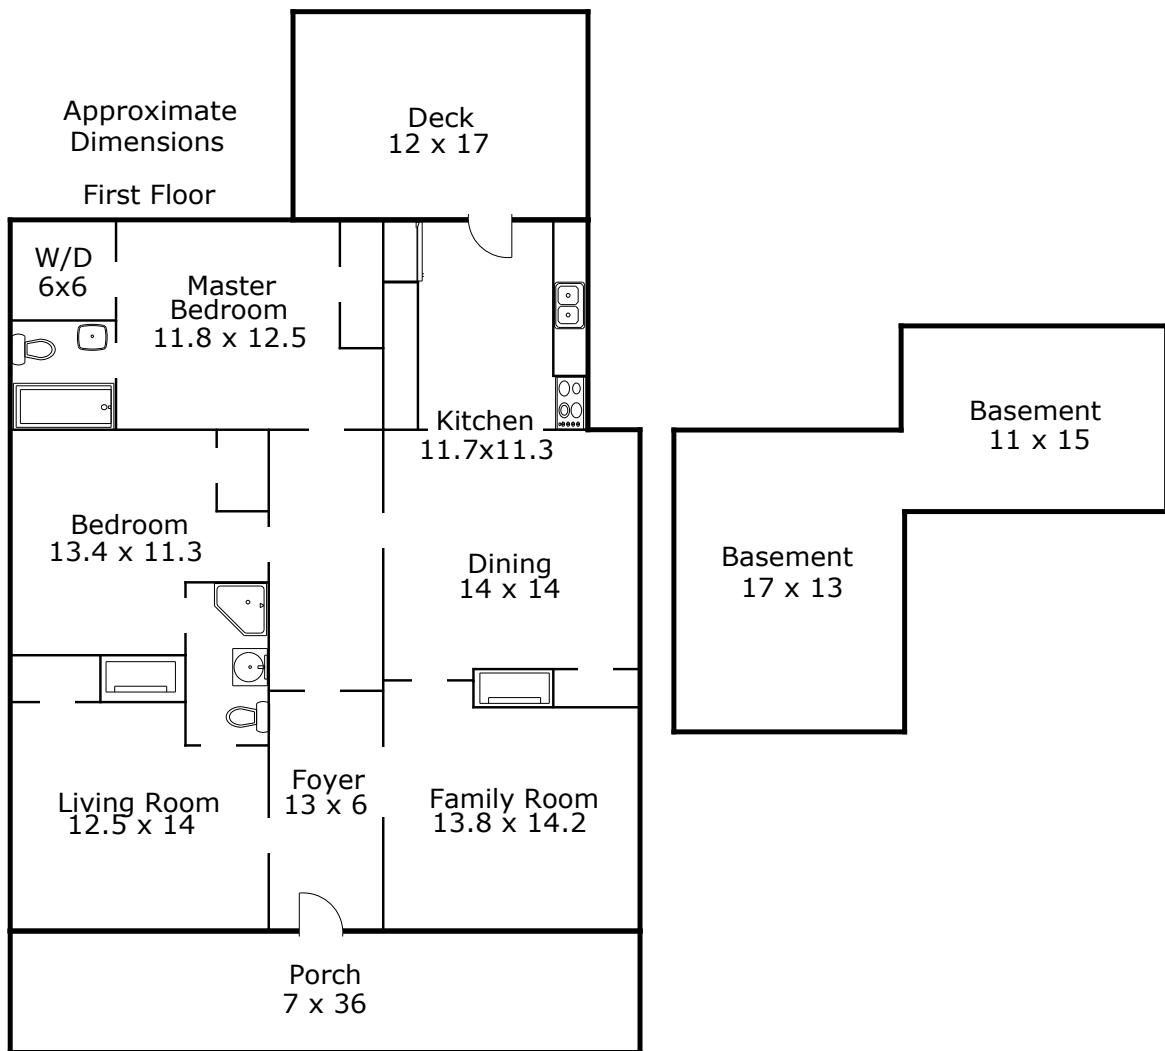 Approximate
Dimensions
First Floor
Deck
12 x 17
W/D
6x6
Master
Bedroom
11.8 x 12.5
Kitchen
11.7x11.3
Bedroom
13.4 x 11.3
Dining
14 x 14
Living Room
12.5 x 14
Foyer
13 x 6
Family Room
13.8 x 14.2
Porch
7 x 36
Basement
11 x 15
Basement
17 x 13